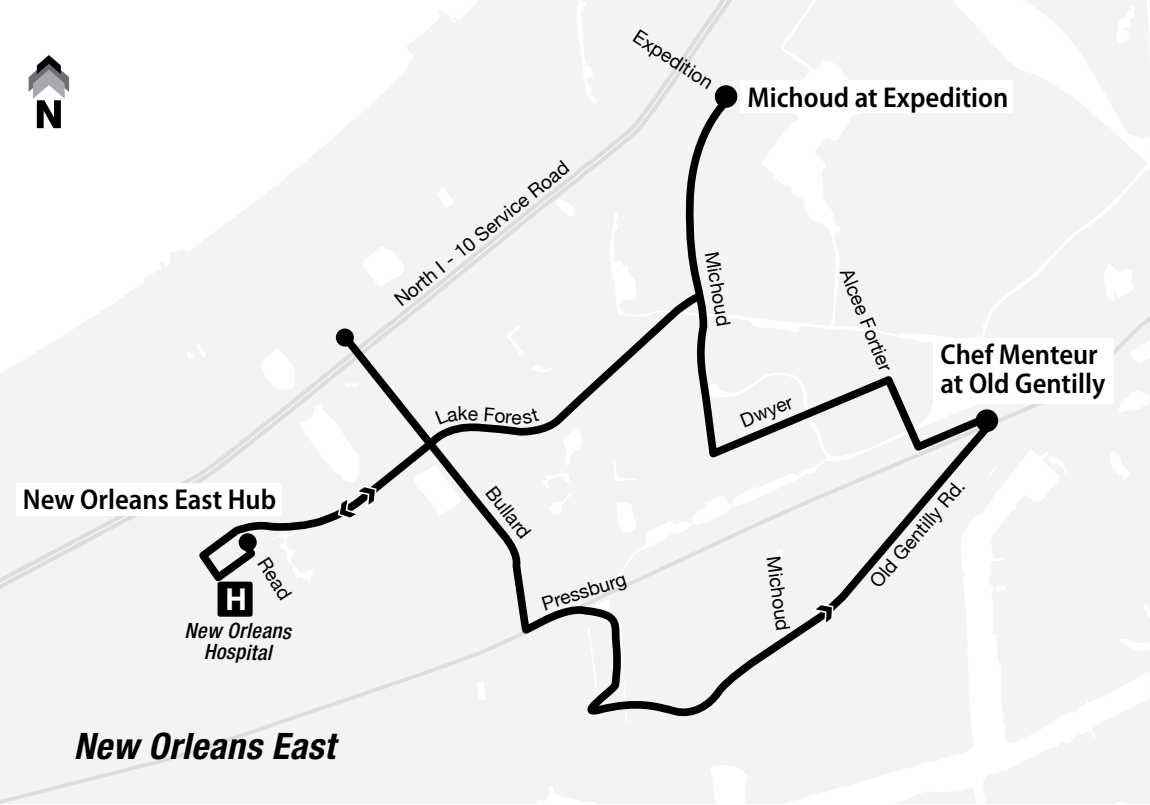 Expedition
Michoud at Expedition
N
North I - 10 Service Road
Michoud
Alcee Fortier
Chef Menteur
at Old Gentilly
Dwyer
Lake Forest
New Orleans East Hub
Bullard
Old Gentilly Rd.
Read
Pressburg
Michoud
H
New Orleans
Hospital
New Orleans East